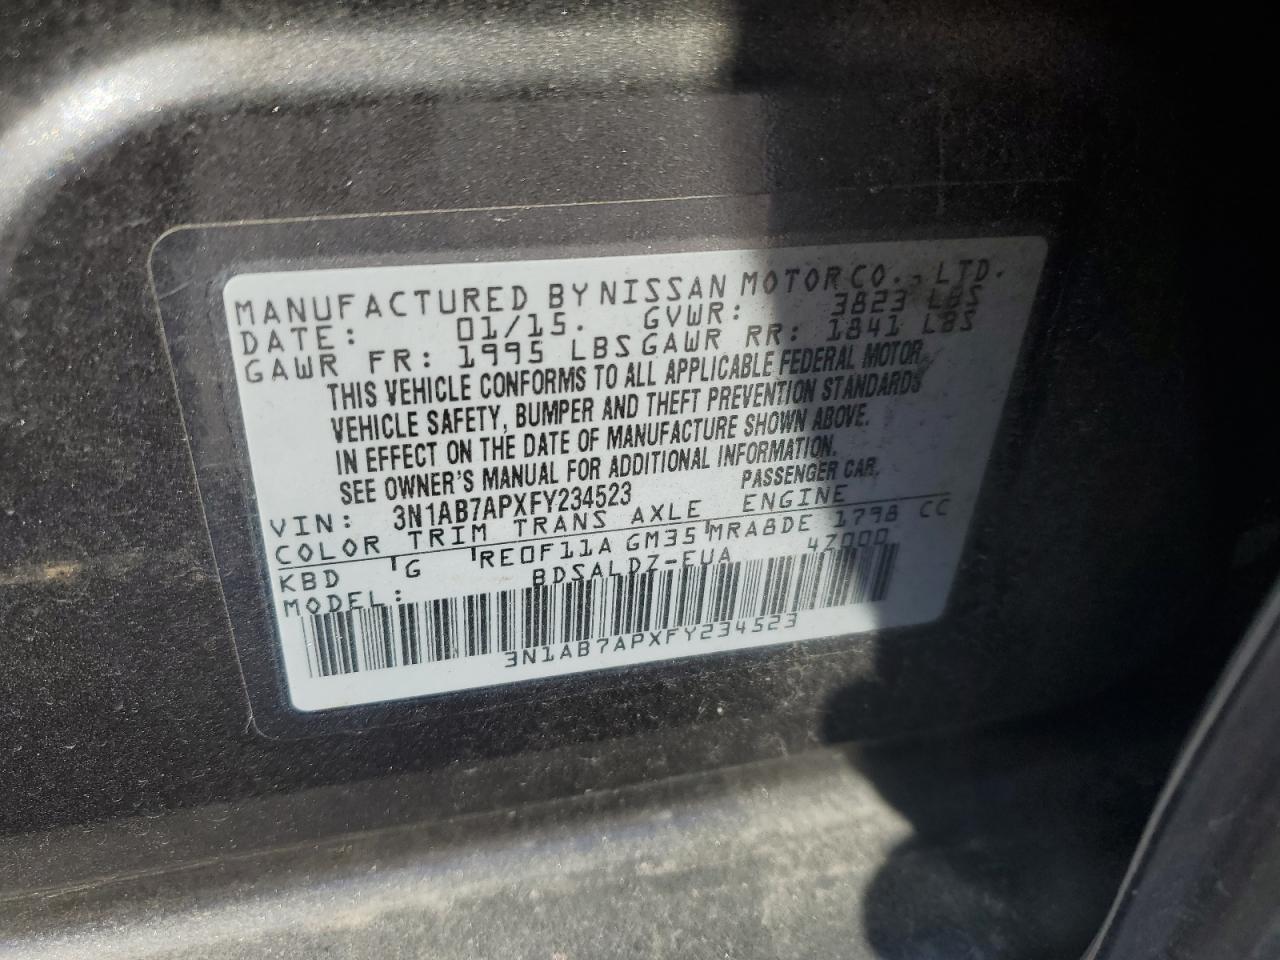 MANUFACTURED BY NISSAN MOTOR CO., LTD.
DATE: 01/15. GVWR: 3823 LBS
GAWR FR: 1995 LBS GAWR RR: 1841 LBS
THIS VEHICLE CONFORMS TO ALL APPLICABLE FEDERAL MOTOR
VEHICLE SAFETY, BUMPER AND THEFT PREVENTION STANDARDS
IN EFFECT ON THE DATE OF MANUFACTURE SHOWN ABOVE.
SEE OWNER'S MANUAL FOR ADDITIONAL INFORMATION.
VIN: 3N1AB7APXFY234523 PASSENGER CAR.
COLOR TRIM TRANS AXLE ENGINE
KBD G RE0F11A GM35 MRA8DE 1798 CC
MODEL: BDSALDZ-EUA 47000
3N1AB7APXFY234523